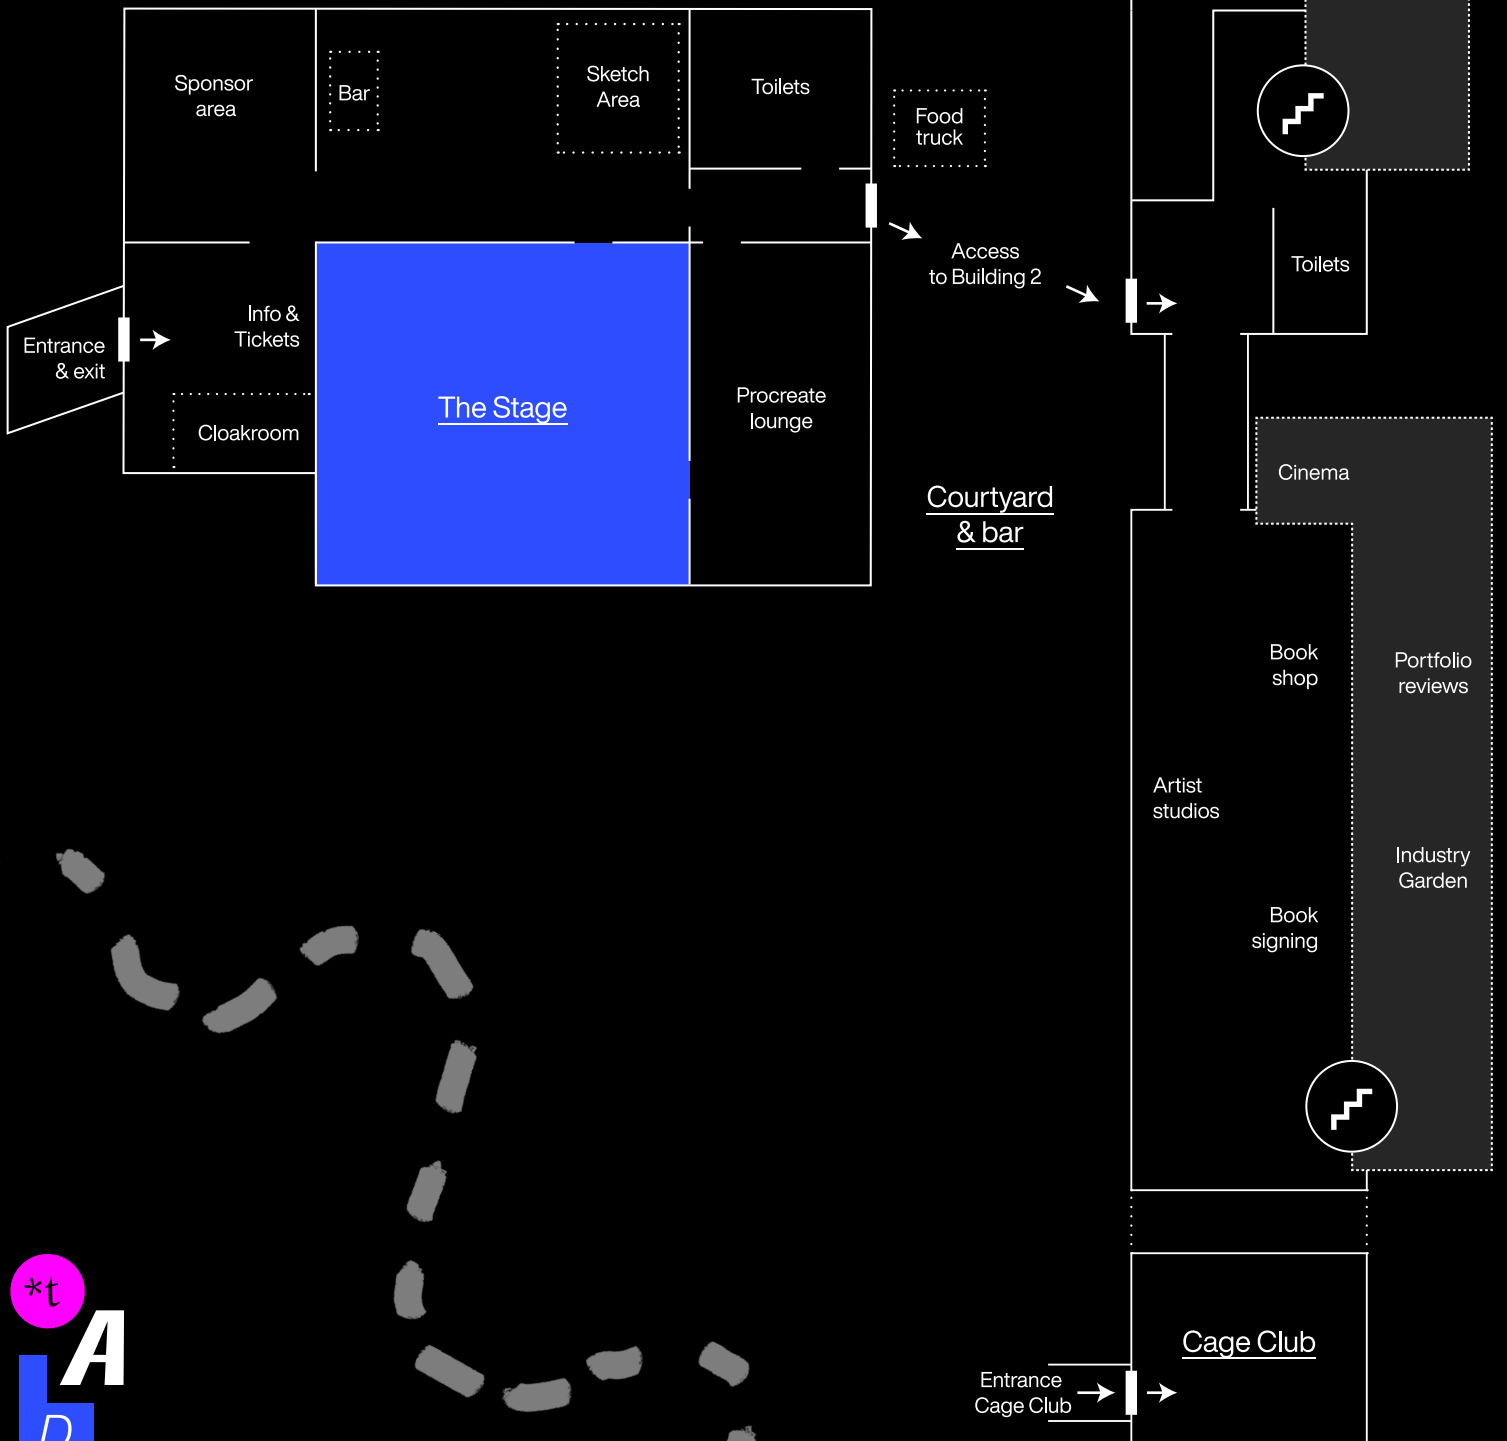 Sponsor
area
Bar
Sketch
Area
Toilets
Food
truck
Access
to Building 2
Toilets
Info &
Tickets
Entrance
& exit
Cloakroom
The Stage
Procreate
lounge
Courtyard
& bar
Cinema
Book
shop
Portfolio
reviews
Artist
studios
Industry
Garden
Book
signing
*t
A
D
Cage Club
Entrance
Cage Club